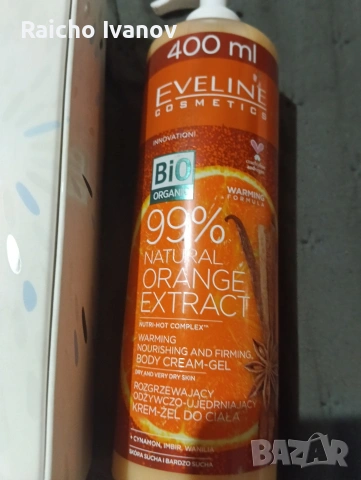 Raicho Ivanov
400 ml
EVELINE
COSMETICS
INNOVATION!
BiO
ORGANIC
WARMING
FORMULA
99%
NATURAL
ORANGE
EXTRACT
NUTRI-HOT COMPLEX™
WARMING
NOURISHING AND FIRMING
BODY CREAM-GEL
DRY AND VERY DRY SKIN
ROZGRZEWAJĄCY
ODŻYWCZO-UJĘDRNIAJĄCY
KREM-ŻEL DO CIAŁA
+ CYNAMON, IMBIR, WANILIA
SKÓRA SUCHA I BARDZO SUCHA
BAZAR
bg